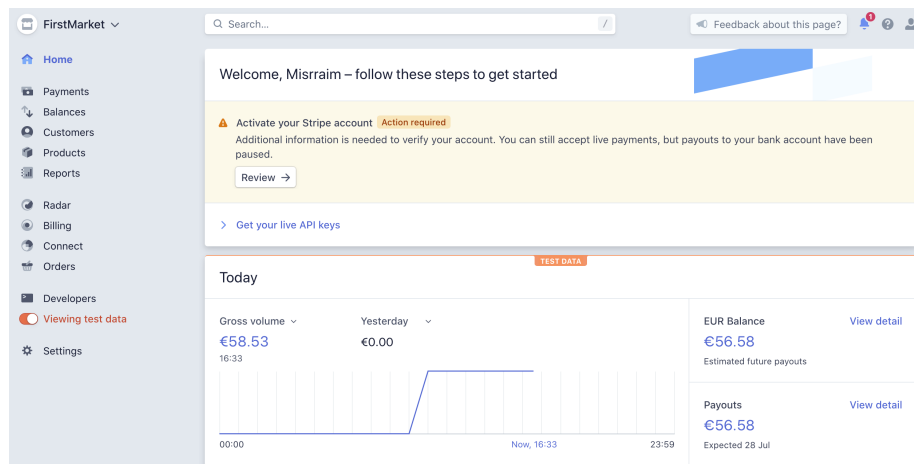 FirstMarket
Search...
/
Feedback about this page?
1
Home
Payments
Balances
Customers
Products
Reports
Radar
Billing
Connect
Orders
Developers
Viewing test data
Settings
Welcome, Misrraim – follow these steps to get started
Activate your Stripe account Action required
Additional information is needed to verify your account. You can still accept live payments, but payouts to your bank account have been
paused.
Review →
Get your live API keys
TEST DATA
Today
Gross volume
€58.53
16:33
Yesterday
€0.00
00:00
Now, 16:33
23:59
EUR Balance
View detail
€56.58
Estimated future payouts
Payouts
View detail
€56.58
Expected 28 Jul